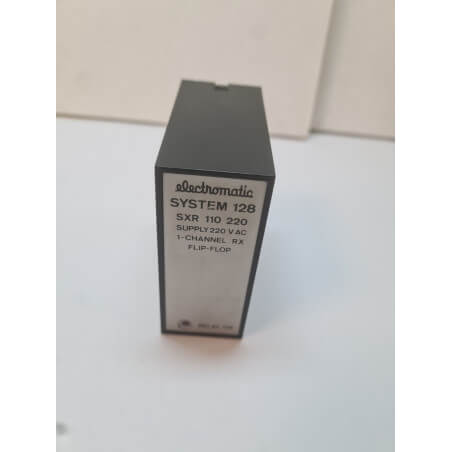 electromatic
SYSTEM 128
SXR 110 220
SUPPLY 220 V AC
1-CHANNEL RX
FLIP-FLOP